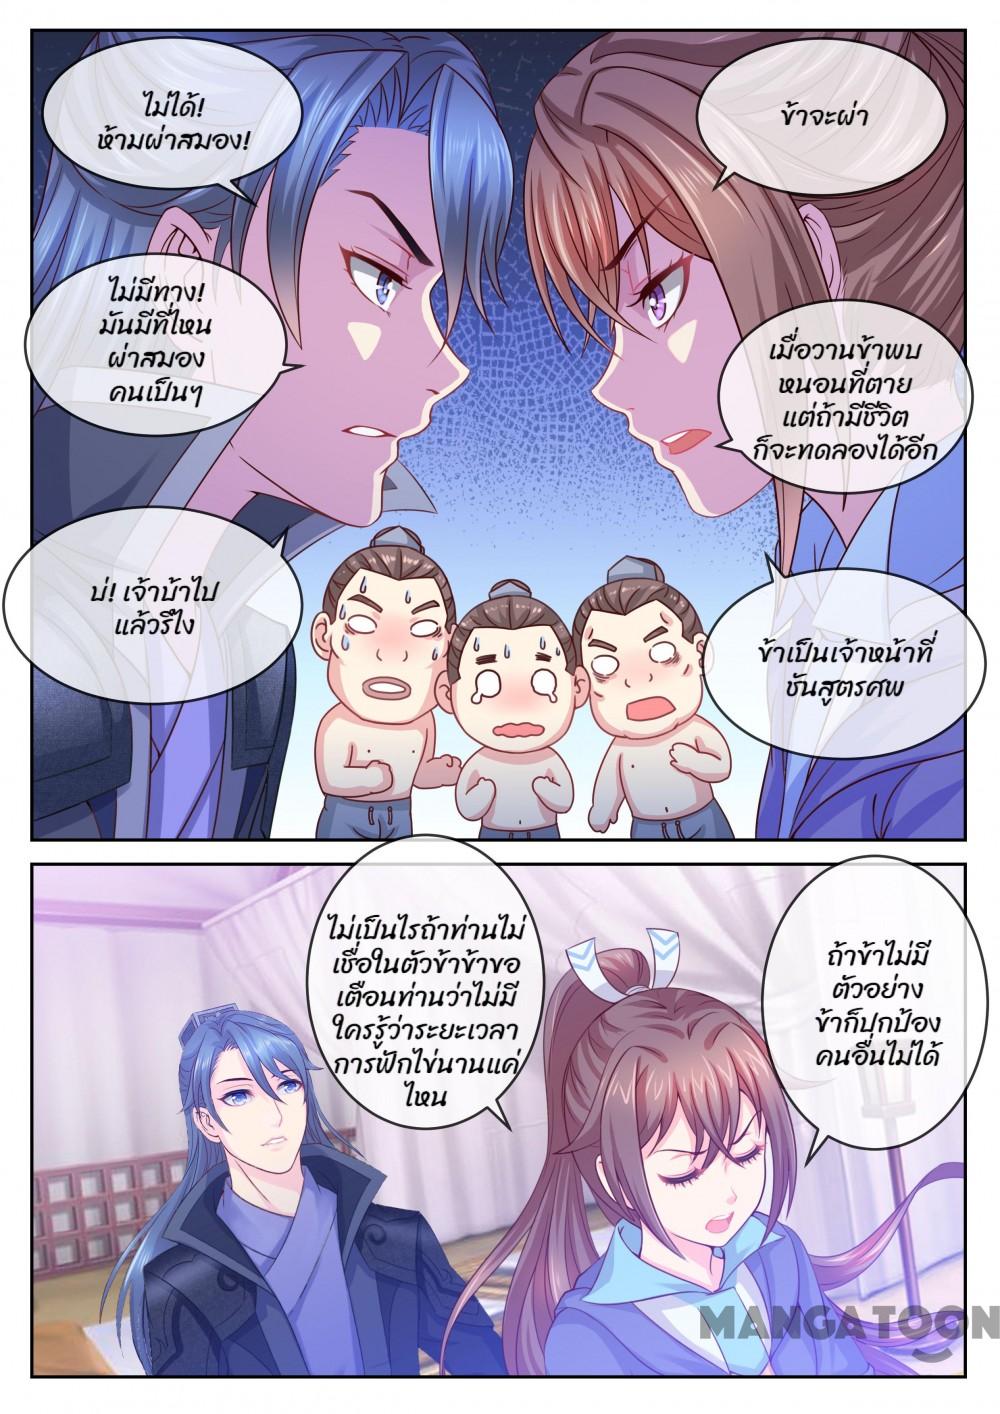 ไม่ได้!
ห้ามผ่าสมอง!
ข้าจะผ่า
ไม่มีทาง!
มันมีที่ไหน
ผ่าสมอง
คนเป็นๆ
เมื่อวานข้าพบ
หนอนที่ตาย
แต่ถ้ามีชีวิต
ก็จะทดลองได้อีก
บ่! เจ้าบ้าไป
แล้วรึไง
ข้าเป็นเจ้าหน้าที่
ชันสูตรศพ
ไม่เป็นไรถ้าท่านไม่
เชื่อในตัวข้าข้าขอ
เตือนท่านว่าไม่มี
ใครรู้ว่าระยะเวลา
การฟักไข่นานแค่
ไหน
ถ้าข้าไม่มี
ตัวอย่าง
ข้าก็ปกป้อง
คนอื่นไม่ได้
MANGATOON